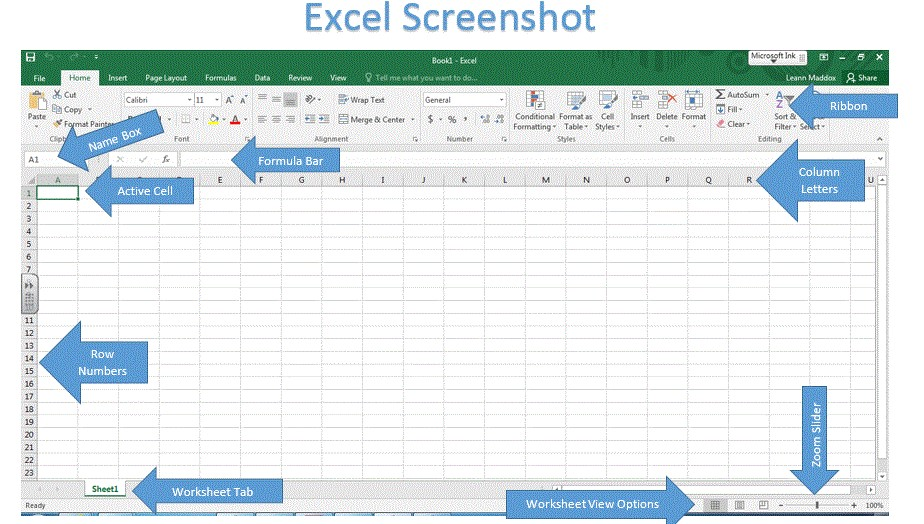 Excel Screenshot
Book1 - Excel
Microsoft Ink
File Home Insert Page Layout Formulas Data Review View Tell me what you want to do... Leann Maddox Share
Cut
Copy
Format Painter
Paste
Calibri 11
Wrap Text
Merge & Center
General
$ % ,
Conditional Formatting
Format as Table
Cell Styles
Insert Delete Format
AutoSum
Fill
Clear
Sort & Filter
Select
Ribbon
Font Alignment Number Styles Cells Editing
Name Box
A1
fx
Formula Bar
Active Cell
Column
Letters
A E F G H I J K L M N O P Q R U
1
2
3
4
5
6
7
11
12
13
14
15
16
17
18
19
20
21
22
23
Row
Numbers
Zoom Slider
Sheet1
Worksheet Tab
Worksheet View Options
Ready
100%